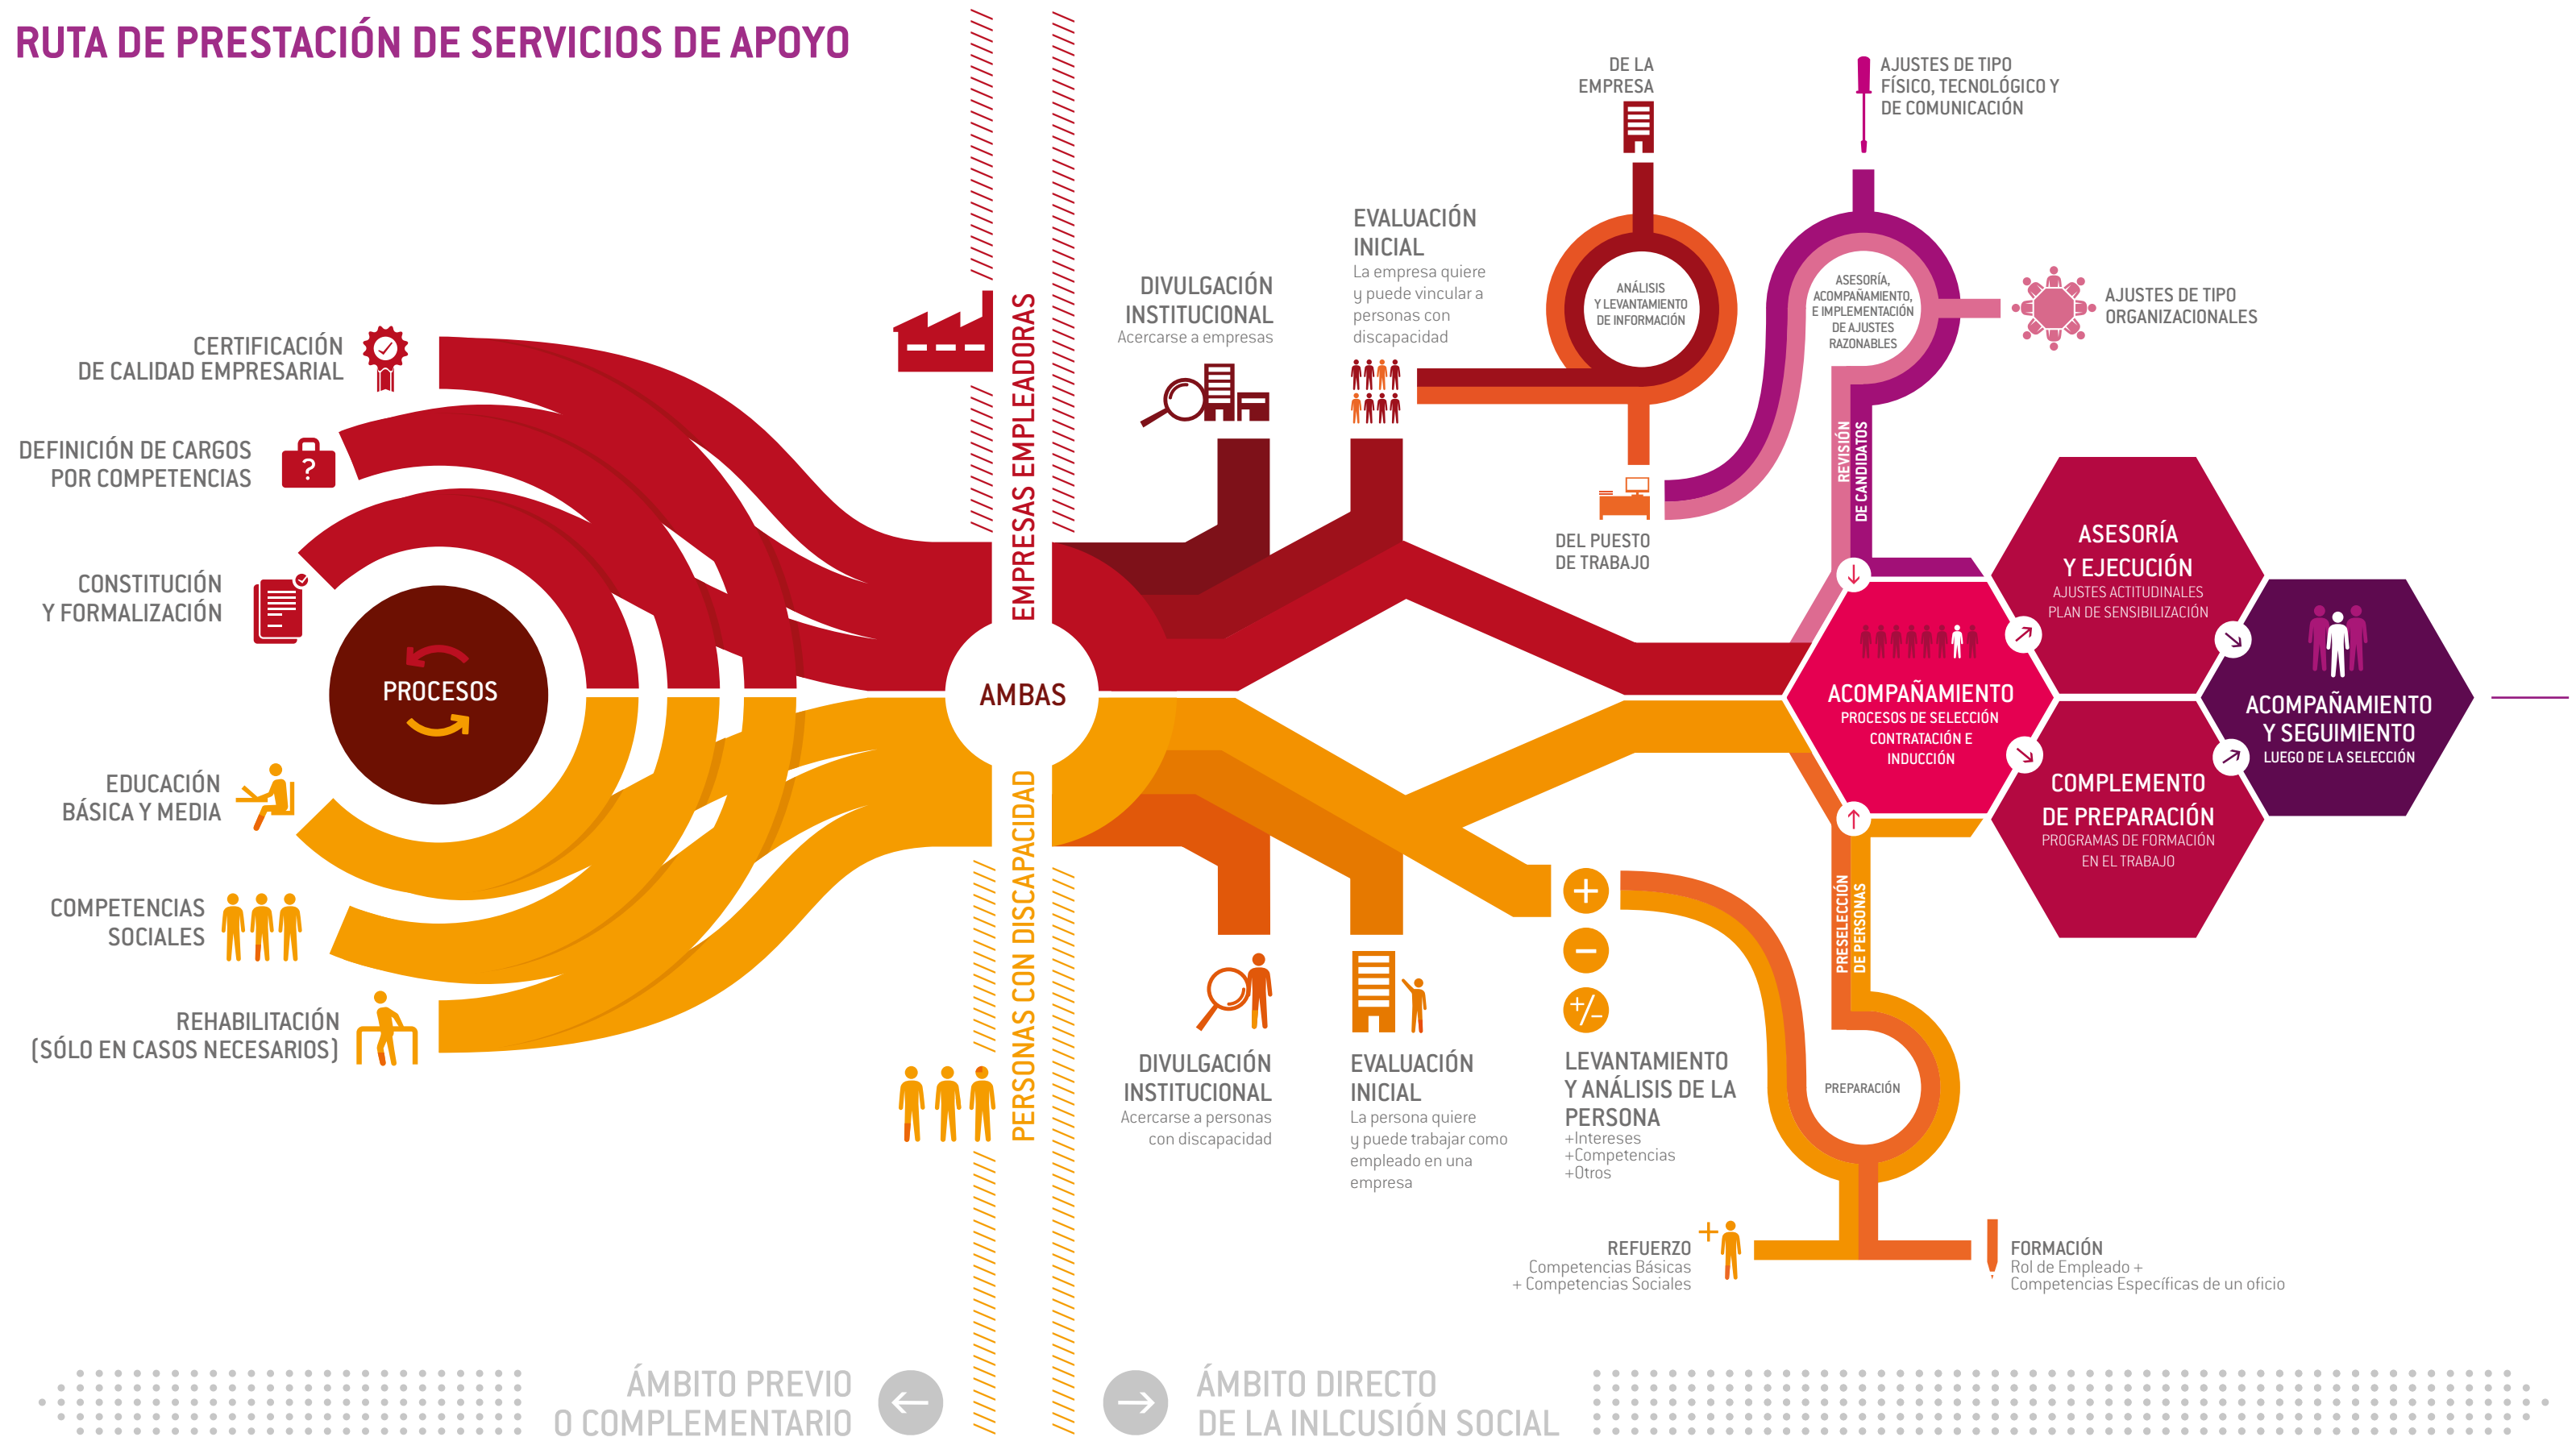 RUTA DE PRESTACIÓN DE SERVICIOS DE APOYO
CERTIFICACIÓN
DE CALIDAD EMPRESARIAL
DEFINICIÓN DE CARGOS
POR COMPETENCIAS
?
CONSTITUCIÓN
Y FORMALIZACIÓN
PROCESOS
EDUCACIÓN
BÁSICA Y MEDIA
COMPETENCIAS
SOCIALES
REHABILITACIÓN
(SÓLO EN CASOS NECESARIOS)
EMPRESAS EMPLEADORAS
AMBAS
PERSONAS CON DISCAPACIDAD
DIVULGACIÓN
INSTITUCIONAL
Acercarse a empresas
EVALUACIÓN
INICIAL
La empresa quiere
y puede vincular a
personas con
discapacidad
DE LA
EMPRESA
ANÁLISIS
Y LEVANTAMIENTO
DE INFORMACIÓN
DEL PUESTO
DE TRABAJO
AJUSTES DE TIPO
FÍSICO, TECNOLÓGICO Y
DE COMUNICACIÓN
ASESORÍA,
ACOMPAÑAMIENTO,
E IMPLEMENTACIÓN
DE AJUSTES
RAZONABLES
AJUSTES DE TIPO
ORGANIZACIONALES
REVISIÓN
DE CANDIDATOS
ACOMPAÑAMIENTO
PROCESOS DE SELECCIÓN
CONTRATACIÓN E
INDUCCIÓN
ASESORÍA
Y EJECUCIÓN
AJUSTES ACTITUDINALES
PLAN DE SENSIBILIZACIÓN
COMPLEMENTO
DE PREPARACIÓN
PROGRAMAS DE FORMACIÓN
EN EL TRABAJO
ACOMPAÑAMIENTO
Y SEGUIMIENTO
LUEGO DE LA SELECCIÓN
DIVULGACIÓN
INSTITUCIONAL
Acercarse a personas
con discapacidad
EVALUACIÓN
INICIAL
La persona quiere
y puede trabajar como
empleado en una
empresa
+
−
+/−
LEVANTAMIENTO
Y ANÁLISIS DE LA
PERSONA
+Intereses
+Competencias
+Otros
PRESELECCIÓN
DE PERSONAS
PREPARACIÓN
+
REFUERZO
Competencias Básicas
+ Competencias Sociales
FORMACIÓN
Rol de Empleado +
Competencias Específicas de un oficio
ÁMBITO PREVIO
O COMPLEMENTARIO
ÁMBITO DIRECTO
DE LA INLCUSIÓN SOCIAL